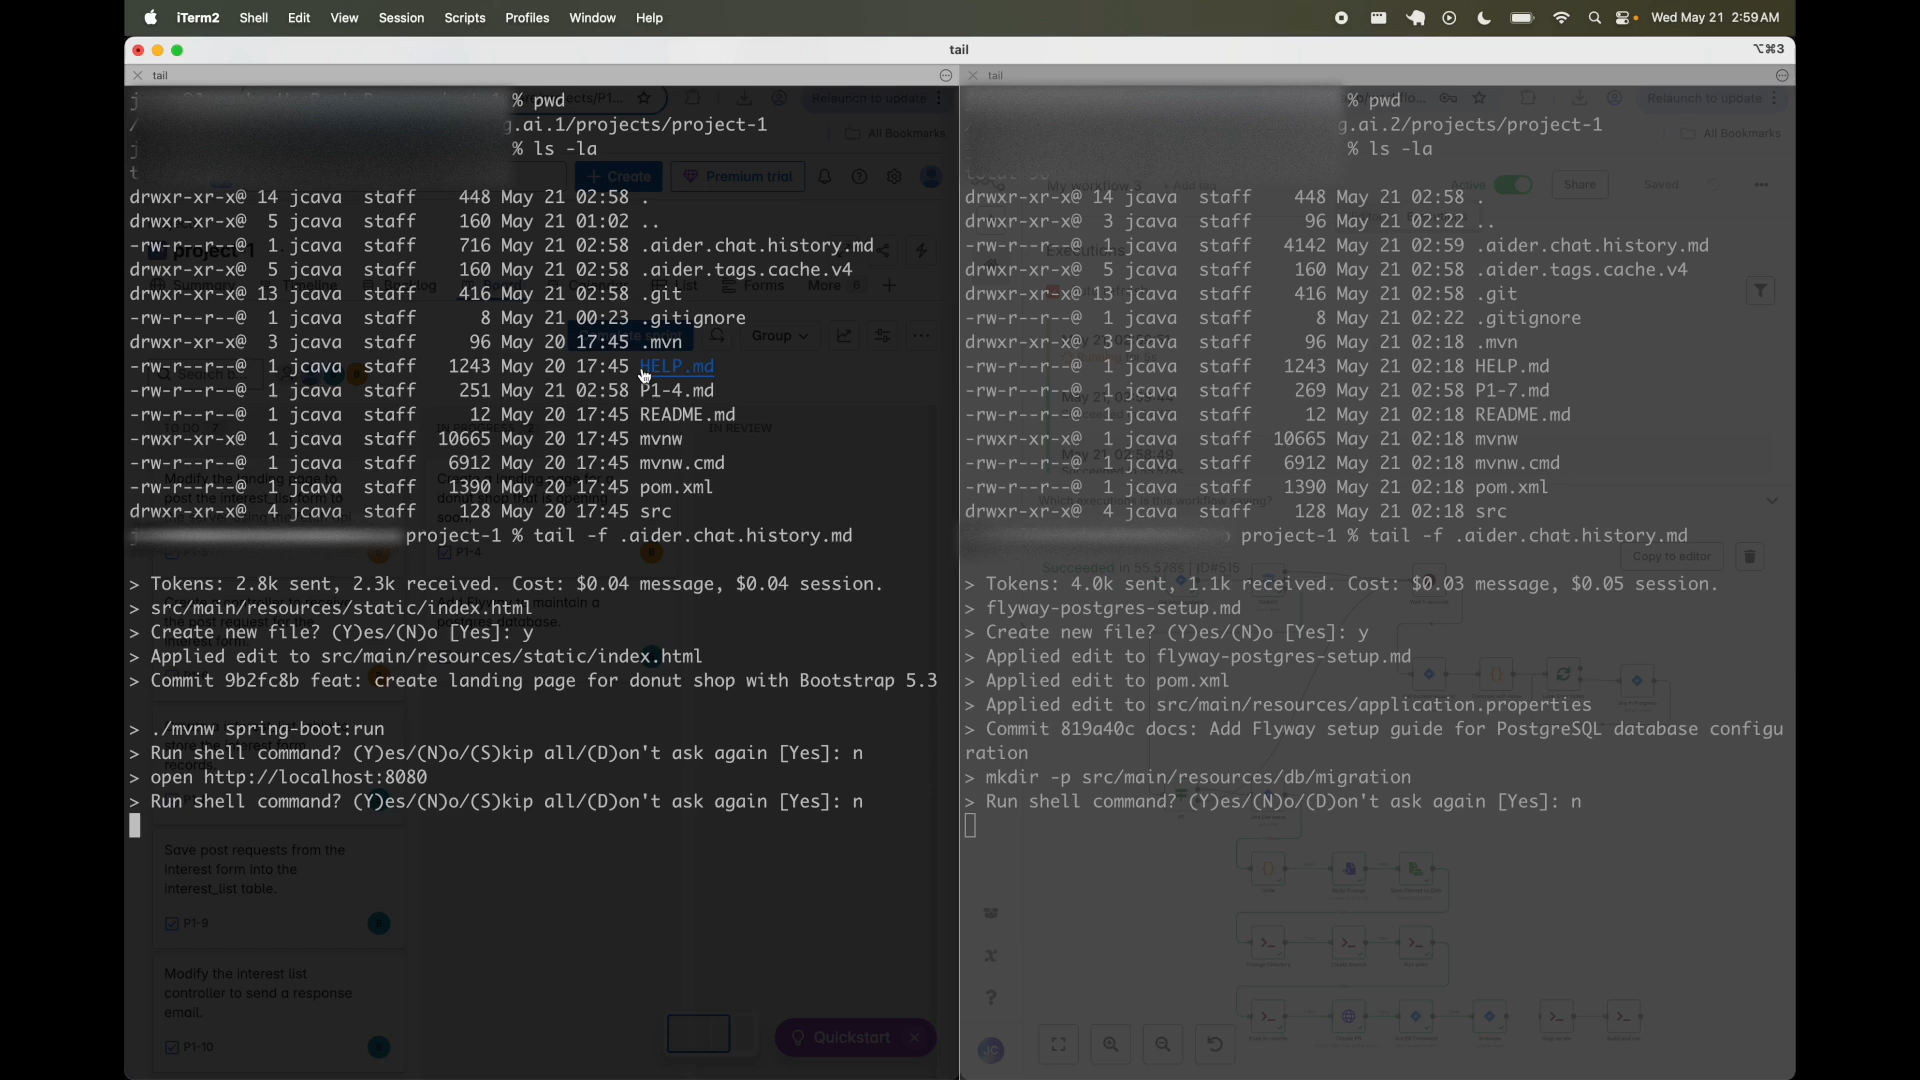 iTerm2 Shell Edit View Session Scripts Profiles Window Help
Wed May 21 2:59 AM
tail
⌥⌘3
tail
% pwd
g.ai.1/projects/project-1
% ls -la
drwxr-xr-x@ 14 jcava staff 448 May 21 02:58 .
drwxr-xr-x@ 5 jcava staff 160 May 21 01:02 ..
-rw-r--r--@ 1 jcava staff 716 May 21 02:58 .aider.chat.history.md
drwxr-xr-x@ 5 jcava staff 160 May 21 02:58 .aider.tags.cache.v4
drwxr-xr-x@ 13 jcava staff 416 May 21 02:58 .git
-rw-r--r--@ 1 jcava staff 8 May 21 00:23 .gitignore
drwxr-xr-x@ 3 jcava staff 96 May 20 17:45 .mvn
-rw-r--r--@ 1 jcava staff 1243 May 20 17:45 HELP.md
-rw-r--r--@ 1 jcava staff 251 May 21 02:58 P1-4.md
-rw-r--r--@ 1 jcava staff 12 May 20 17:45 README.md
-rwxr-xr-x@ 1 jcava staff 10665 May 20 17:45 mvnw
-rw-r--r--@ 1 jcava staff 6912 May 20 17:45 mvnw.cmd
-rw-r--r--@ 1 jcava staff 1390 May 20 17:45 pom.xml
drwxr-xr-x@ 4 jcava staff 128 May 20 17:45 src
project-1 % tail -f .aider.chat.history.md
> Tokens: 2.8k sent, 2.3k received. Cost: $0.04 message, $0.04 session.
> src/main/resources/static/index.html
> Create new file? (Y)es/(N)o [Yes]: y
> Applied edit to src/main/resources/static/index.html
> Commit 9b2fc8b feat: create landing page for donut shop with Bootstrap 5.3
> ./mvnw spring-boot:run
> Run shell command? (Y)es/(N)o/(S)kip all/(D)on't ask again [Yes]: n
> open http://localhost:8080
> Run shell command? (Y)es/(N)o/(S)kip all/(D)on't ask again [Yes]: n
Save post requests from the
interest form into the
interest_list table.
P1-9
Modify the interest list
controller to send a response
email.
P1-10
Quickstart
tail
% pwd
g.ai.2/projects/project-1
% ls -la
drwxr-xr-x@ 14 jcava staff 448 May 21 02:58 .
drwxr-xr-x@ 3 jcava staff 96 May 21 02:22 ..
-rw-r--r--@ 1 jcava staff 4142 May 21 02:59 .aider.chat.history.md
drwxr-xr-x@ 5 jcava staff 160 May 21 02:58 .aider.tags.cache.v4
drwxr-xr-x@ 13 jcava staff 416 May 21 02:58 .git
-rw-r--r--@ 1 jcava staff 8 May 21 02:22 .gitignore
drwxr-xr-x@ 3 jcava staff 96 May 21 02:18 .mvn
-rw-r--r--@ 1 jcava staff 1243 May 21 02:18 HELP.md
-rw-r--r--@ 1 jcava staff 269 May 21 02:58 P1-7.md
-rw-r--r--@ 1 jcava staff 12 May 21 02:18 README.md
-rwxr-xr-x@ 1 jcava staff 10665 May 21 02:18 mvnw
-rw-r--r--@ 1 jcava staff 6912 May 21 02:18 mvnw.cmd
-rw-r--r--@ 1 jcava staff 1390 May 21 02:18 pom.xml
drwxr-xr-x@ 4 jcava staff 128 May 21 02:18 src
project-1 % tail -f .aider.chat.history.md
> Tokens: 4.0k sent, 1.1k received. Cost: $0.03 message, $0.05 session.
> flyway-postgres-setup.md
> Create new file? (Y)es/(N)o [Yes]: y
> Applied edit to flyway-postgres-setup.md
> Applied edit to pom.xml
> Applied edit to src/main/resources/application.properties
> Commit 819a40c docs: Add Flyway setup guide for PostgreSQL database configu
ration
> mkdir -p src/main/resources/db/migration
> Run shell command? (Y)es/(N)o/(D)on't ask again [Yes]: n